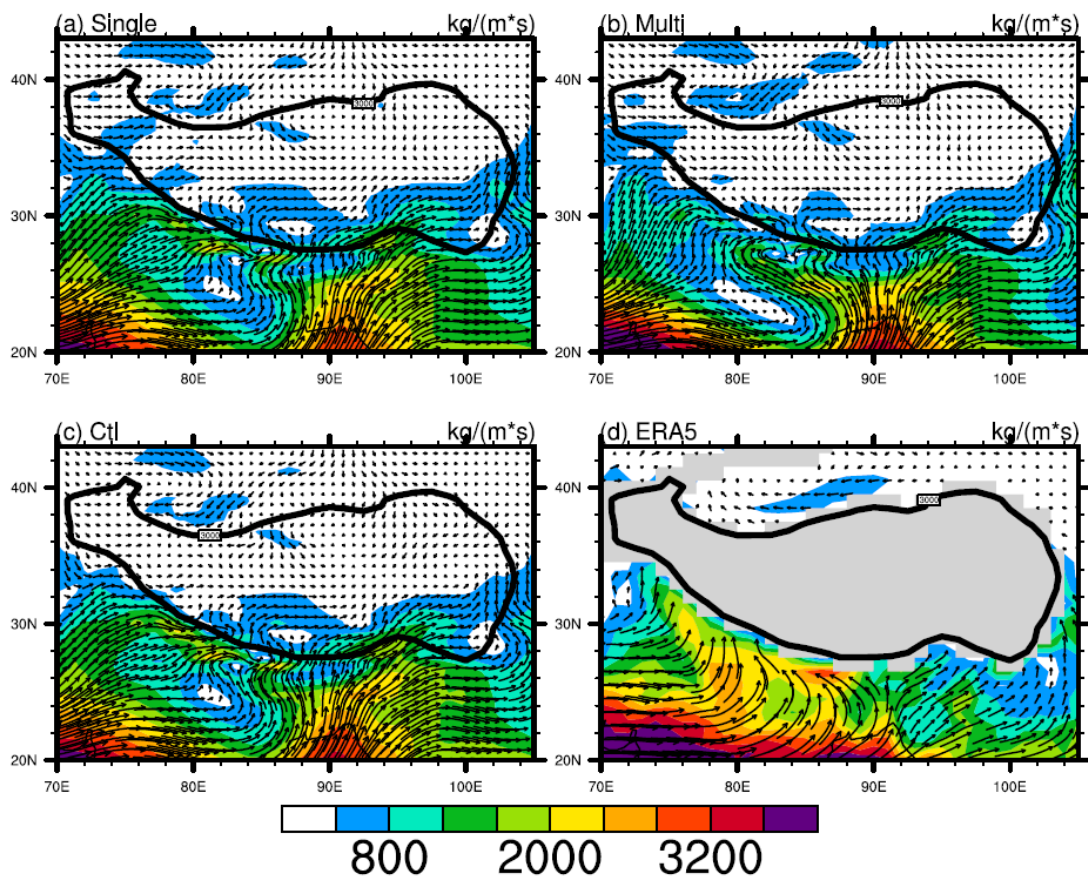 (a) Single kg/(m*s) (b) Multi kg/(m*s)
40N 40N
3000 3000
30N 30N
20N 20N
70E 80E 90E 100E 70E 80E 90E 100E
(c) Ctl kg/(m*s) (d) ERA5 kg/(m*s)
40N 40N
3000 3000
30N 30N
20N 20N
70E 80E 90E 100E 70E 80E 90E 100E
800 2000 3200